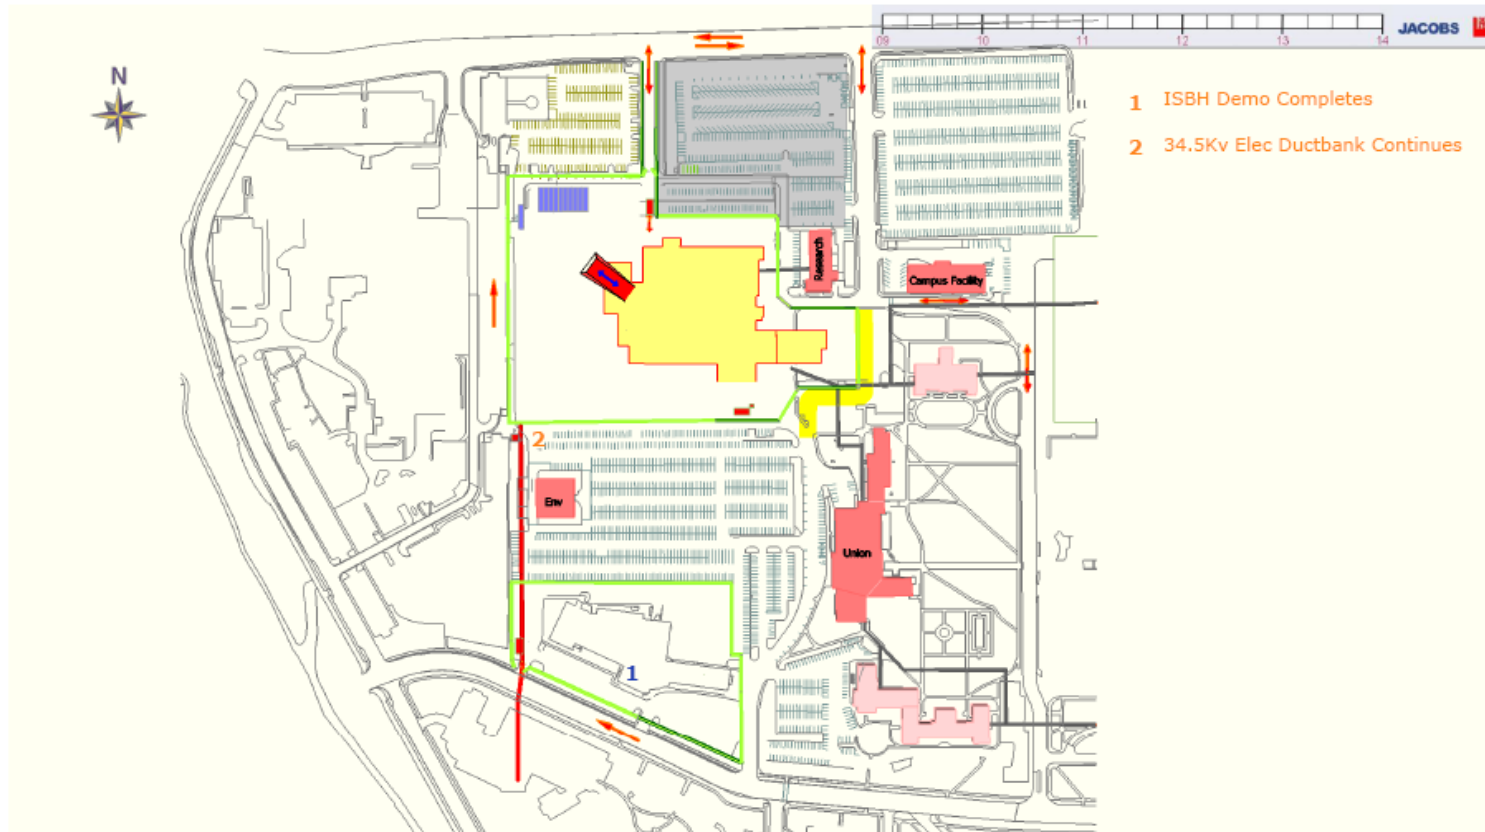 09 10 11 12 13 14
JACOBS
N
1 ISBH Demo Completes
2 34.5Kv Elec Ductbank Continues
Research
Campus Facility
2
Env
Union
1